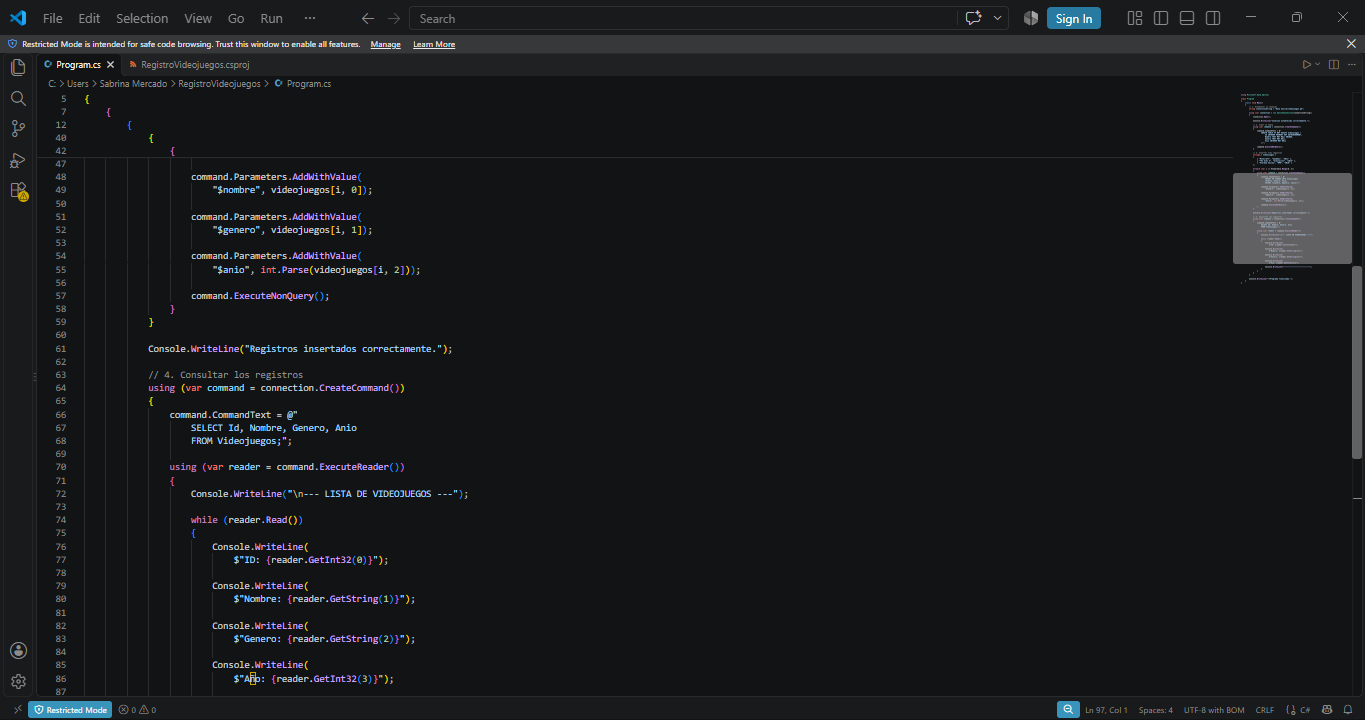 File Edit Selection View Go Run ··· Search Sign In
Restricted Mode is intended for safe code browsing. Trust this window to enable all features. Manage Learn More
Program.cs RegistroVideojuegos.csproj
C: > Users > Sabrina Mercado > RegistroVideojuegos > Program.cs
5 {
7 {
12 {
40 {
42 {
47
48 command.Parameters.AddWithValue(
49 "$nombre", videojuegos[i, 0]);
50
51 command.Parameters.AddWithValue(
52 "$genero", videojuegos[i, 1]);
53
54 command.Parameters.AddWithValue(
55 "$anio", int.Parse(videojuegos[i, 2]));
56
57 command.ExecuteNonQuery();
58 }
59 }
60
61 Console.WriteLine("Registros insertados correctamente.");
62
63 // 4. Consultar los registros
64 using (var command = connection.CreateCommand())
65 {
66 command.CommandText = @"
67 SELECT Id, Nombre, Genero, Anio
68 FROM Videojuegos;";
69
70 using (var reader = command.ExecuteReader())
71 {
72 Console.WriteLine("\n--- LISTA DE VIDEOJUEGOS ---");
73
74 while (reader.Read())
75 {
76 Console.WriteLine(
77 $"ID: {reader.GetInt32(0)}");
78
79 Console.WriteLine(
80 $"Nombre: {reader.GetString(1)}");
81
82 Console.WriteLine(
83 $"Genero: {reader.GetString(2)}");
84
85 Console.WriteLine(
86 $"Año: {reader.GetInt32(3)}");
87
Restricted Mode 0 0 Ln 97, Col 1 Spaces: 4 UTF-8 with BOM CRLF {} C#